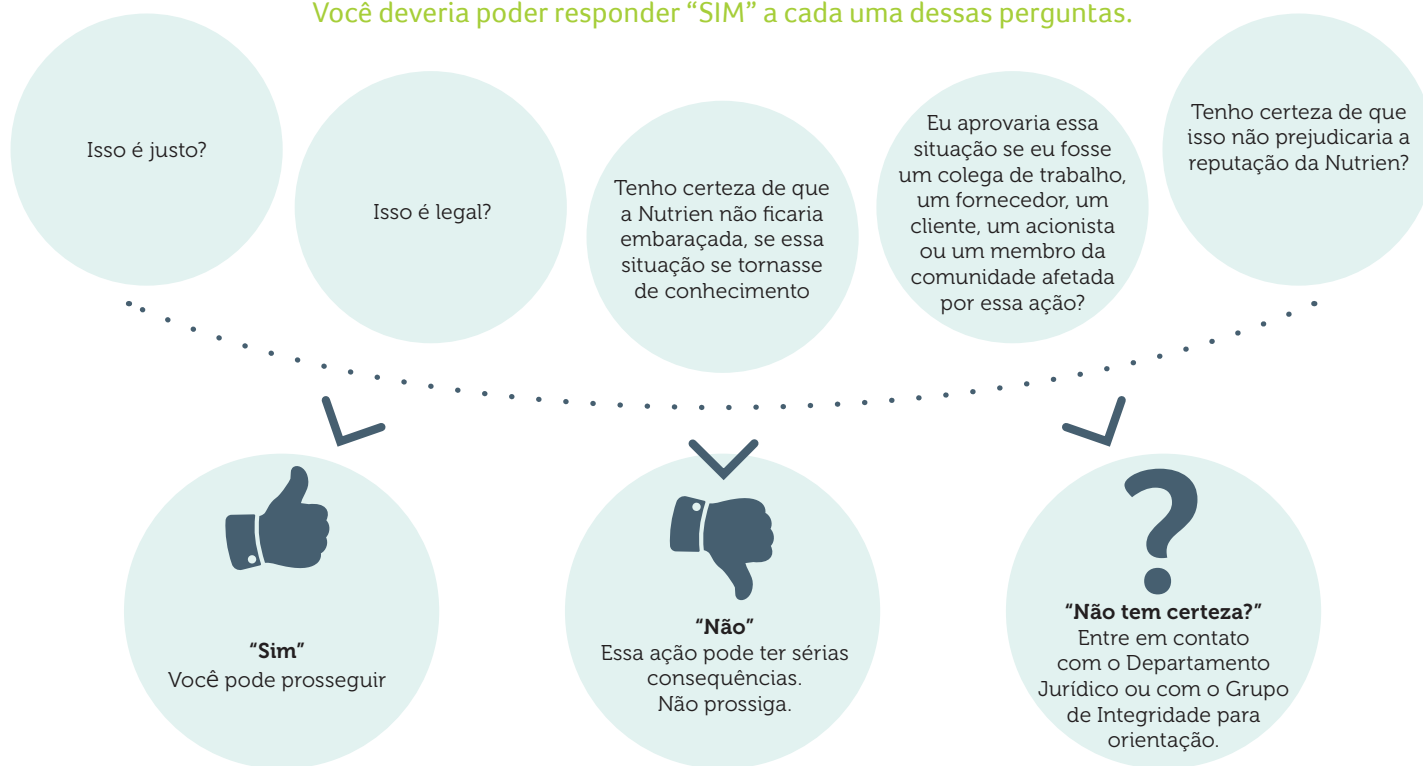 Você deveria poder responder “SIM” a cada uma dessas perguntas.
Isso é justo?
Isso é legal?
Tenho certeza de que
a Nutrien não ficaria
embaraçada, se essa
situação se tornasse
de conhecimento
Eu aprovaria essa
situação se eu fosse
um colega de trabalho,
um fornecedor, um
cliente, um acionista
ou um membro da
comunidade afetada
por essa ação?
Tenho certeza de que
isso não prejudicaria a
reputação da Nutrien?
“Sim”
Você pode prosseguir
“Não”
Essa ação pode ter sérias
consequências.
Não prossiga.
?
“Não tem certeza?”
Entre em contato
com o Departamento
Jurídico ou com o Grupo
de Integridade para
orientação.